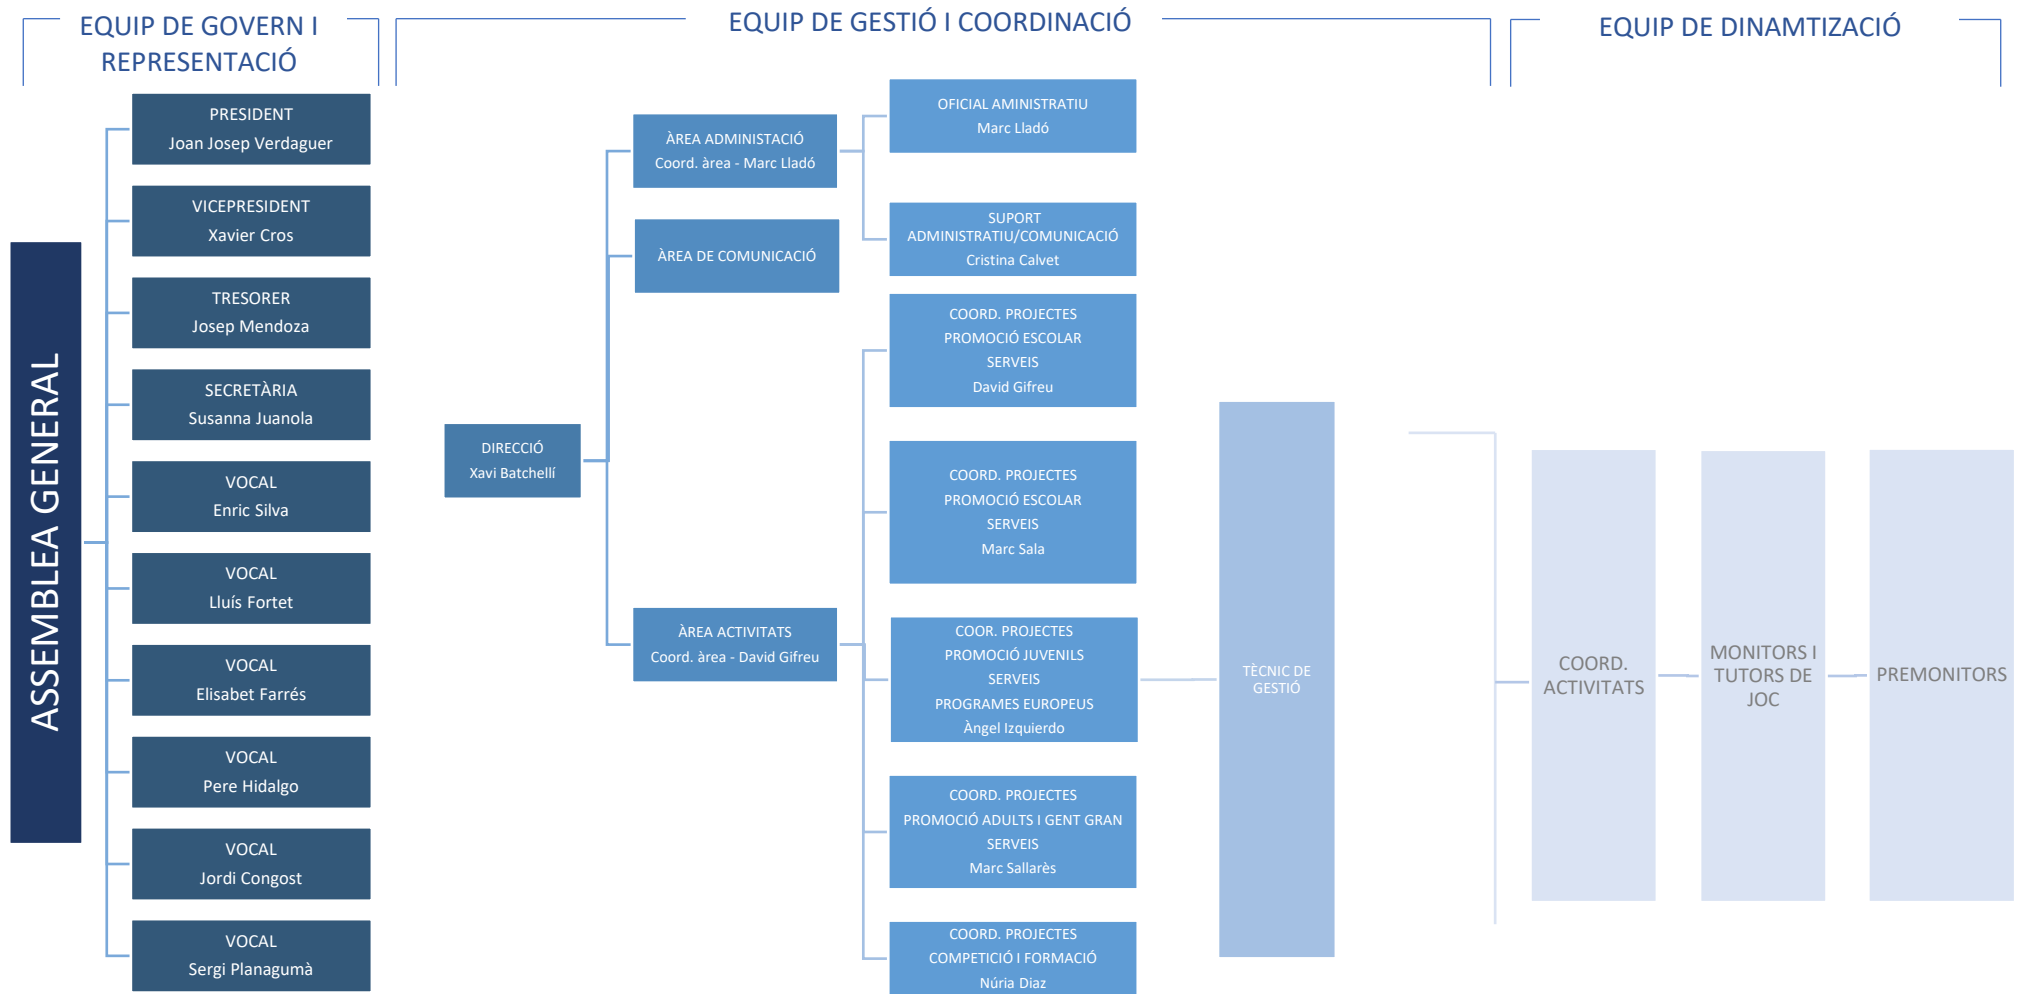 EQUIP DE GOVERN I
REPRESENTACIÓ
ASSEMBLEA GENERAL
PRESIDENT
Joan Josep Verdaguer
VICEPRESIDENT
Xavier Cros
TRESORER
Josep Mendoza
SECRETÀRIA
Susanna Juanola
VOCAL
Enric Silva
VOCAL
Lluís Fortet
VOCAL
Elisabet Farrés
VOCAL
Pere Hidalgo
VOCAL
Jordi Congost
VOCAL
Sergi Planagumà
EQUIP DE GESTIÓ I COORDINACIÓ
DIRECCIÓ
Xavi Batchellí
ÀREA ADMINISTACIÓ
Coord. àrea - Marc Lladó
ÀREA DE COMUNICACIÓ
ÀREA ACTIVITATS
Coord. àrea - David Gifreu
OFICIAL AMINISTRATIU
Marc Lladó
SUPORT
ADMINISTRATIU/COMUNICACIÓ
Cristina Calvet
COORD. PROJECTES
PROMOCIÓ ESCOLAR
SERVEIS
David Gifreu
COORD. PROJECTES
PROMOCIÓ ESCOLAR
SERVEIS
Marc Sala
COOR. PROJECTES
PROMOCIÓ JUVENILS
SERVEIS
PROGRAMES EUROPEUS
Àngel Izquierdo
COORD. PROJECTES
PROMOCIÓ ADULTS I GENT GRAN
SERVEIS
Marc Sallarès
COORD. PROJECTES
COMPETICIÓ I FORMACIÓ
Núria Diaz
TÈCNIC DE
GESTIÓ
EQUIP DE DINAMTIZACIÓ
COORD.
ACTIVITATS
MONITORS I
TUTORS DE
JOC
PREMONITORS